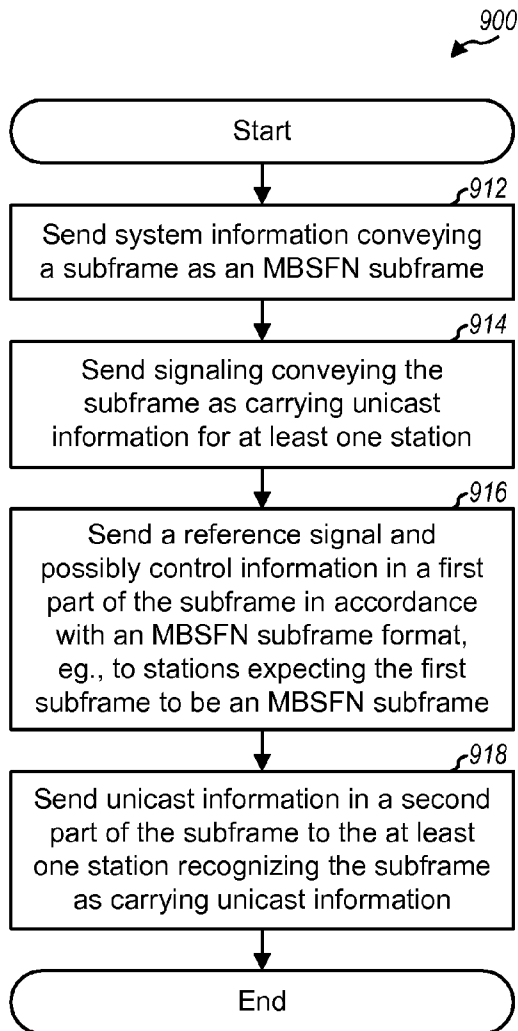 900
Start
912
Send system information conveying
a subframe as an MBSFN subframe
914
Send signaling conveying the
subframe as carrying unicast
information for at least one station
916
Send a reference signal and
possibly control information in a first
part of the subframe in accordance
with an MBSFN subframe format,
eg., to stations expecting the first
subframe to be an MBSFN subframe
918
Send unicast information in a second
part of the subframe to the at least
one station recognizing the subframe
as carrying unicast information
End